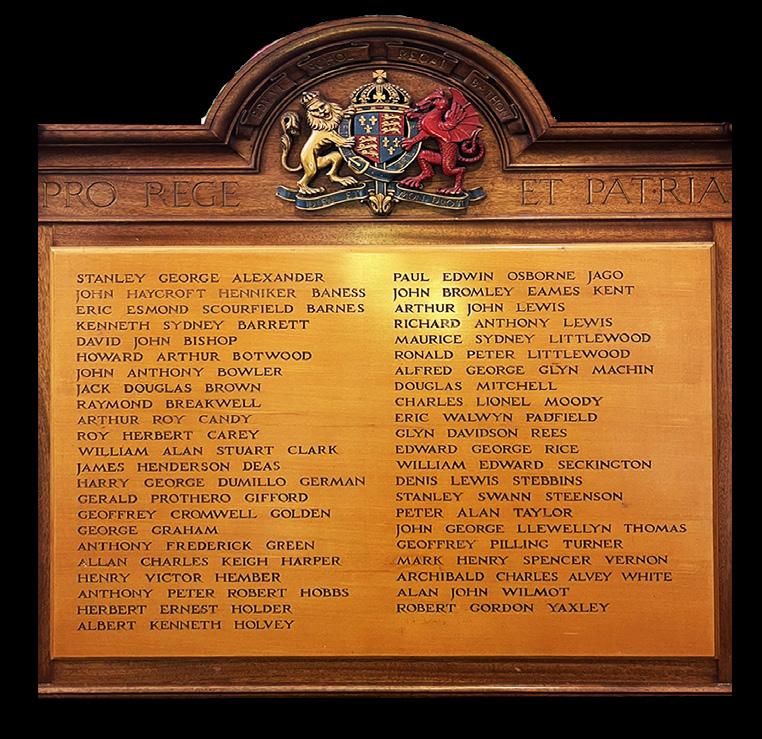 SCHOL REGAL BATHON
PRO REGE ET PATRIA
STANLEY GEORGE ALEXANDER
JOHN HAYCROFT HENNIKER BANESS
ERIC ESMOND SCOURFIELD BARNES
KENNETH SYDNEY BARRETT
DAVID JOHN BISHOP
HOWARD ARTHUR BOTWOOD
JOHN ANTHONY BOWLER
JACK DOUGLAS BROWN
RAYMOND BREAKWELL
ARTHUR ROY CANDY
ROY HERBERT CAREY
WILLIAM ALAN STUART CLARK
JAMES HENDERSON DEAS
HARRY GEORGE DUMILLO GERMAN
GERALD PROTHERO GIFFORD
GEOFFREY CROMWELL GOLDEN
GEORGE GRAHAM
ANTHONY FREDERICK GREEN
ALLAN CHARLES KEIGH HARPER
HENRY VICTOR HEMBER
ANTHONY PETER ROBERT HOBBS
HERBERT ERNEST HOLDER
ALBERT KENNETH HOLVEY
PAUL EDWIN OSBORNE JAGO
JOHN BROMLEY EAMES KENT
ARTHUR JOHN LEWIS
RICHARD ANTHONY LEWIS
MAURICE SYDNEY LITTLEWOOD
RONALD PETER LITTLEWOOD
ALFRED GEORGE GLYN MACHIN
DOUGLAS MITCHELL
CHARLES LIONEL MOODY
ERIC WALWYN PADFIELD
GLYN DAVIDSON REES
EDWARD GEORGE RICE
WILLIAM EDWARD SECKINGTON
DENIS LEWIS STEBBINS
STANLEY SWANN STEENSON
PETER ALAN TAYLOR
JOHN GEORGE LLEWELLYN THOMAS
GEOFFREY PILLING TURNER
MARK HENRY SPENCER VERNON
ARCHIBALD CHARLES ALVEY WHITE
ALAN JOHN WILMOT
ROBERT GORDON YAXLEY